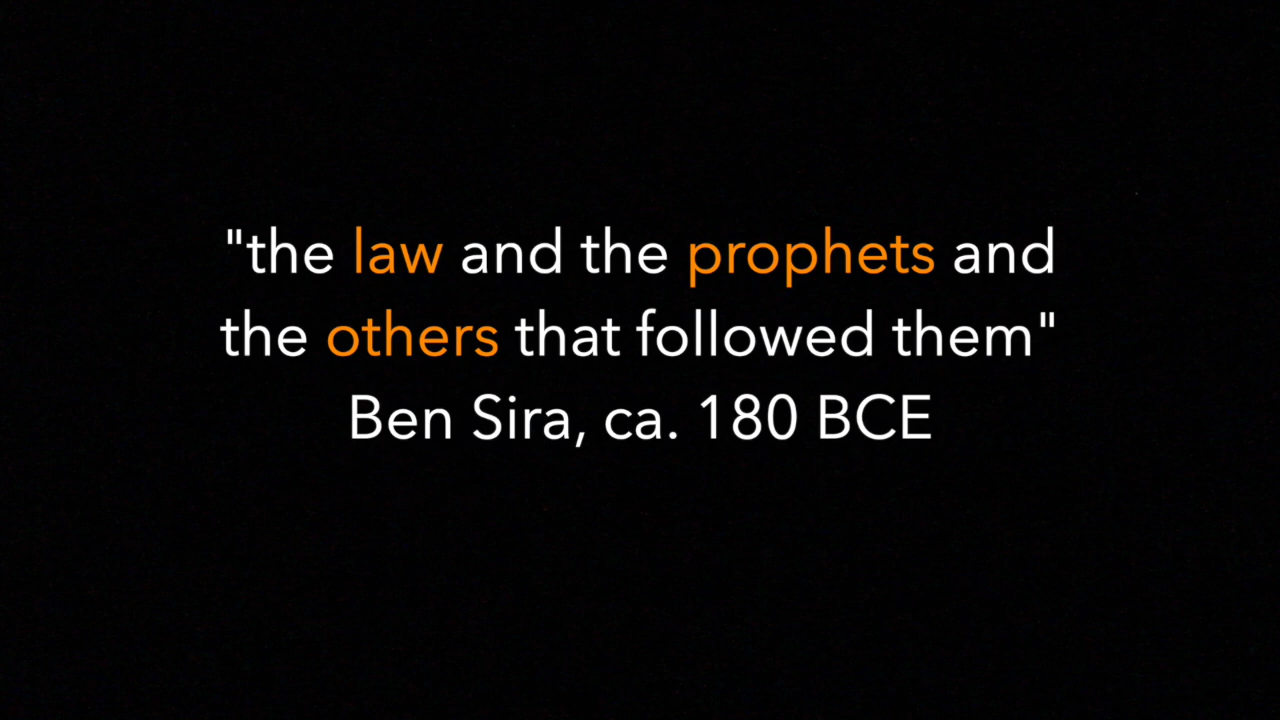 "the law and the prophets and
the others that followed them"
Ben Sira, ca. 180 BCE